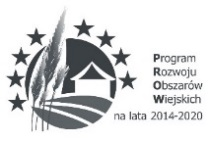 Program
Rozwoju
Obszarów
Wiejskich
na lata 2014-2020